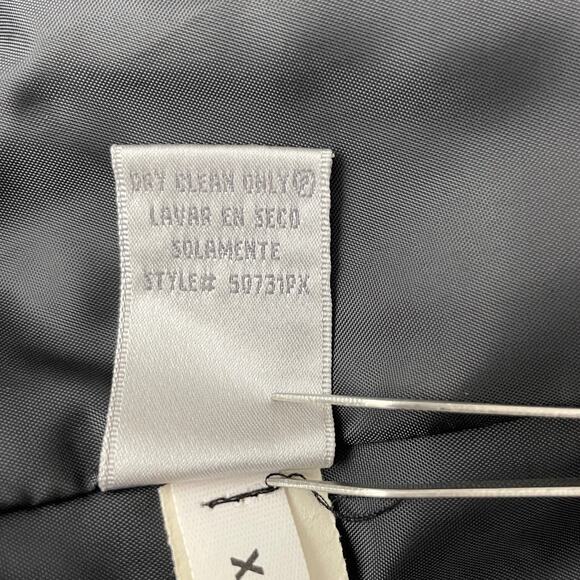 DRY CLEAN ONLY Ⓟ
LAVAR EN SECO
SOLAMENTE
STYLE# 50731PX
X